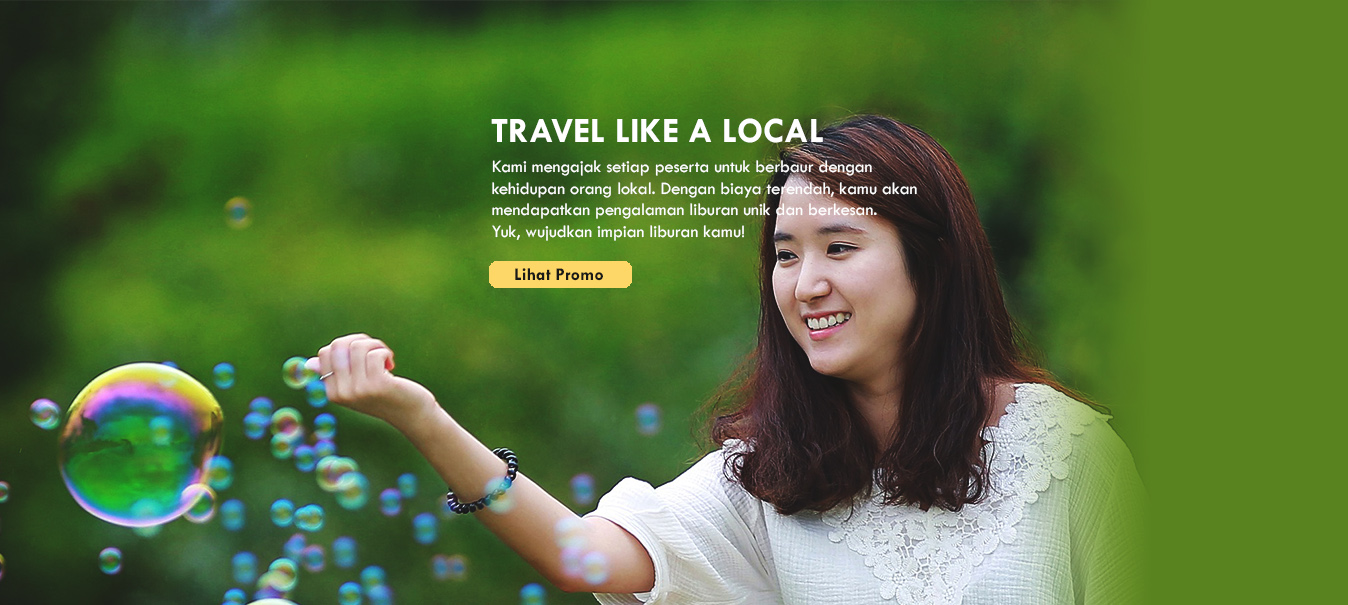 TRAVEL LIKE A LOCAL
Kami mengajak setiap peserta untuk berbaur dengan
kehidupan orang lokal. Dengan biaya terendah, kamu akan
mendapatkan pengalaman liburan unik dan berkesan.
Yuk, wujudkan impian liburan kamu!
Lihat Promo